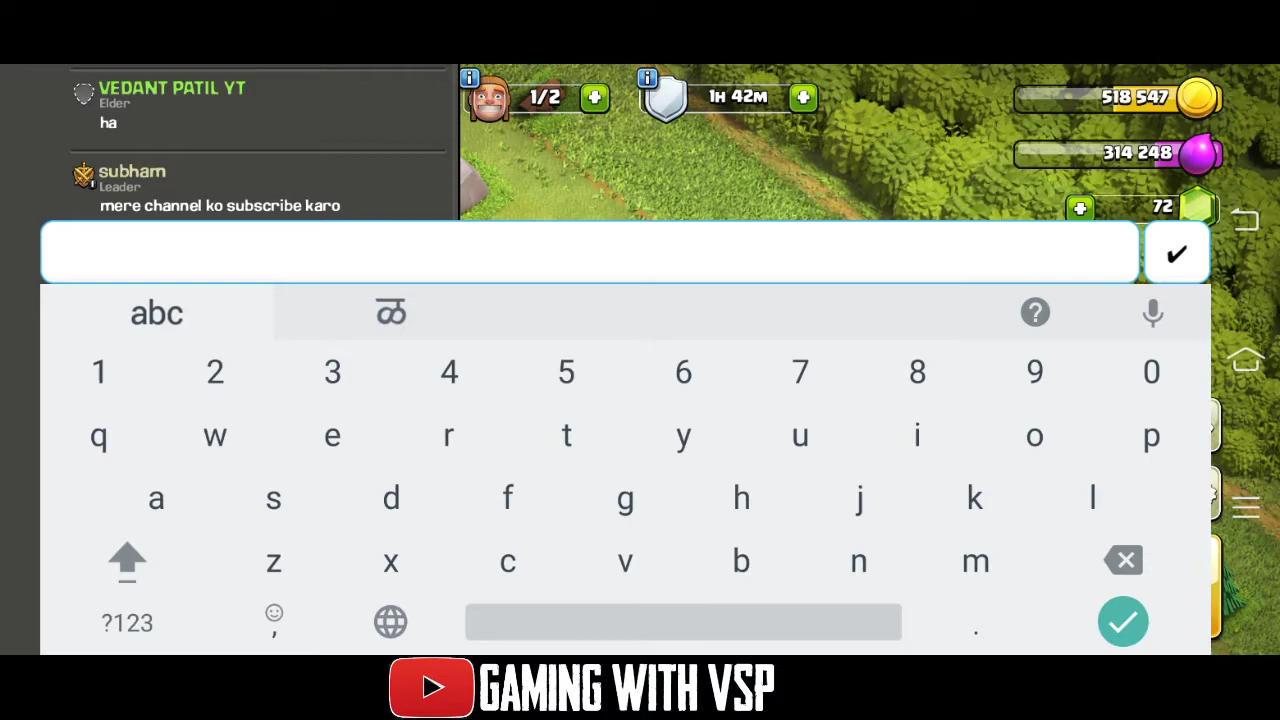 VEDANT PATIL YT
Elder
ha
subham
Leader
mere channel ko subscribe karo
1/2
1H 42M
518 547
314 248
72
✔
abc
1 2 3 4 5 6 7 8 9 0
q w e r t y u i o p
a s d f g h j k l
z x c v b n m
?123 , .
GAMING WITH VSP